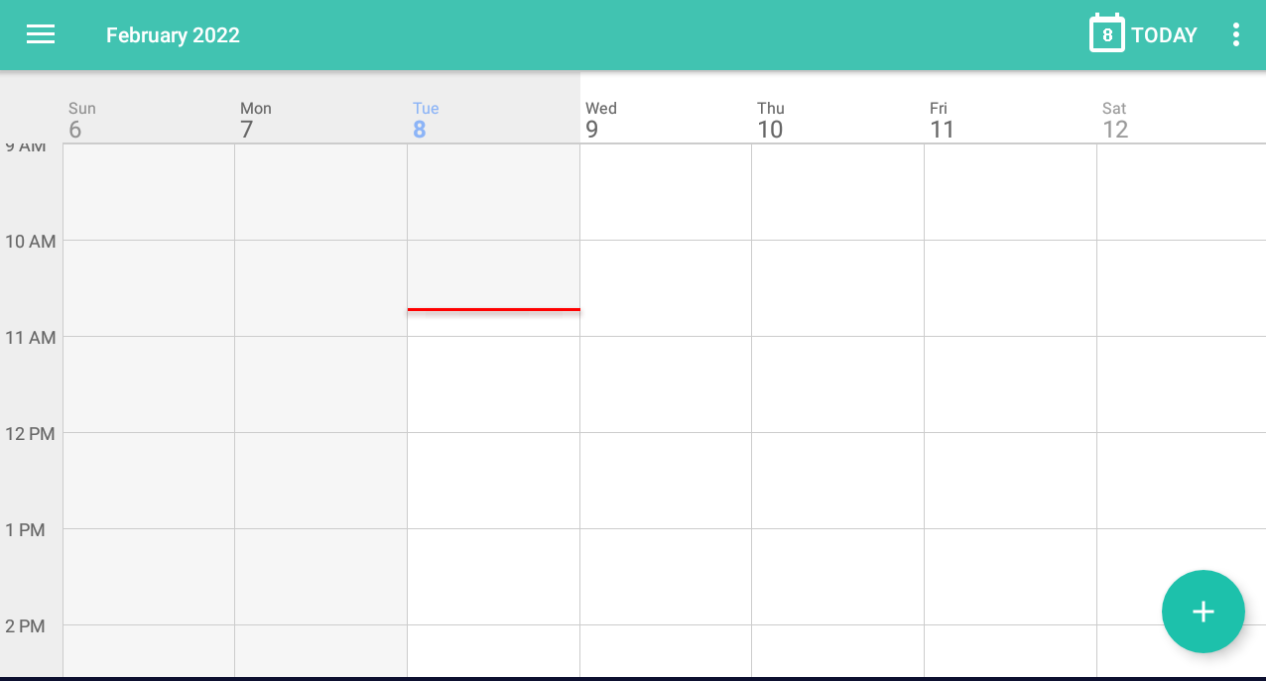 February 2022
8 TODAY
Sun Mon Tue Wed Thu Fri Sat
6 7 8 9 10 11 12
9 AM
10 AM
11 AM
12 PM
1 PM
2 PM